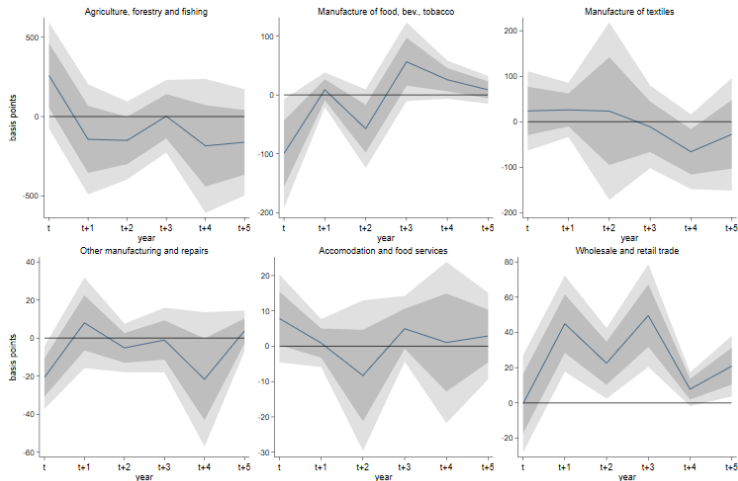 Agriculture, forestry and fishing
Manufacture of food, bev., tobacco
Manufacture of textiles
basis points
500
0
-500
t t+1 t+2 t+3 t+4 t+5
year
100
0
-100
-200
t t+1 t+2 t+3 t+4 t+5
year
200
100
0
-100
-200
t t+1 t+2 t+3 t+4 t+5
year
Other manufacturing and repairs
Accomodation and food services
Wholesale and retail trade
basis points
40
20
0
-20
-40
-60
t t+1 t+2 t+3 t+4 t+5
year
20
10
0
-10
-20
-30
t t+1 t+2 t+3 t+4 t+5
year
80
60
40
20
0
-20
t t+1 t+2 t+3 t+4 t+5
year